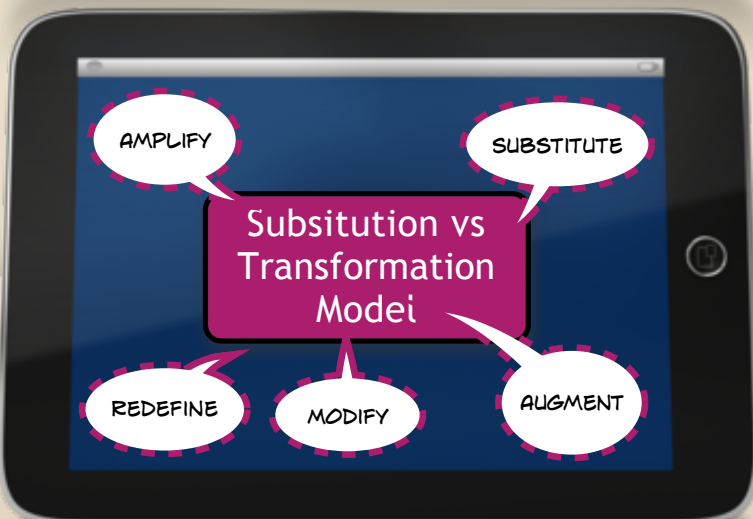 AMPLIFY
SUBSTITUTE
Subsitution vs
Transformation
Model
REDEFINE
MODIFY
AUGMENT